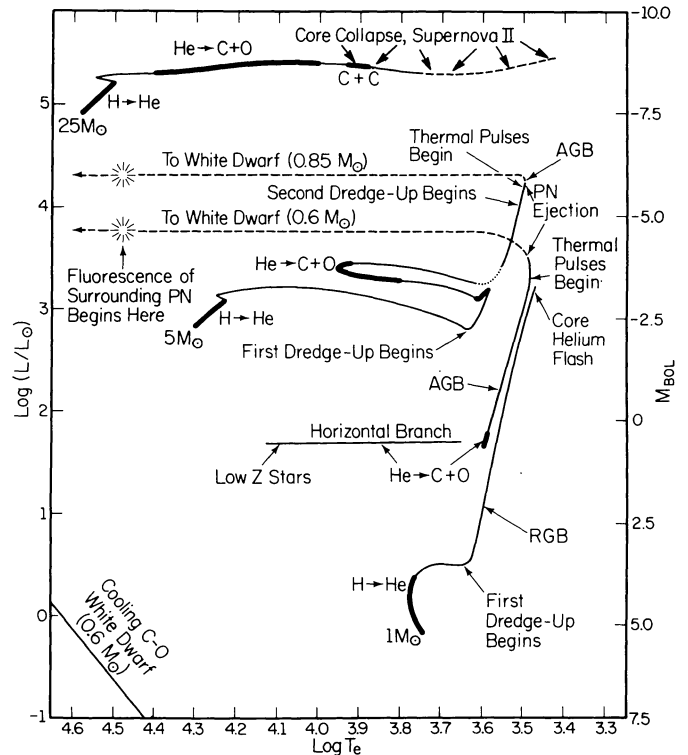 -10.0
He→C+O
Core Collapse, Supernova II
C + C
H→He
5
25M⊙
-7.5
Thermal Pulses
Begin
AGB
To White Dwarf (0.85 M⊙)
Second Dredge-Up Begins
PN
Ejection
4
To White Dwarf (0.6 M⊙)
-5.0
He→C+O
Thermal
Pulses
Begin
Fluorescence of
Surrounding PN
Begins Here
3
H→He
5M⊙
First Dredge-Up Begins
Core
Helium
Flash
-2.5
Log (L/L⊙)
AGB
M BOL
2
Horizontal Branch
0
Low Z Stars
He→C+O
1
RGB
2.5
H→He
Cooling C-O
White Dwarf
(0.6 M⊙)
0
1M⊙
First
Dredge-Up
Begins
5.0
-1
7.5
4.6 4.5 4.4 4.3 4.2 4.1 4.0 3.9 3.8 3.7 3.6 3.5 3.4 3.3
Log Te